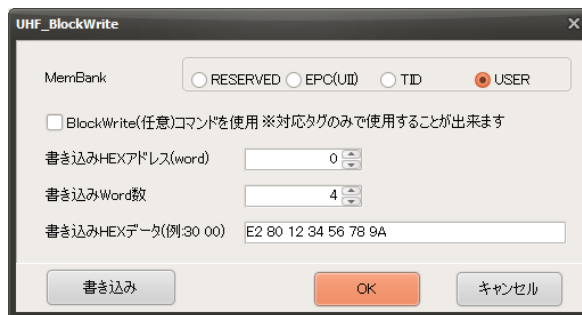 UHF_BlockWrite
MemBank RESERVED EPC(UII) TID USER
BlockWrite(任意)コマンドを使用 ※対応タグのみで使用することが出来ます
書き込みHEXアドレス(word) 0
書き込みWord数 4
書き込みHEXデータ(例:30 00) E2 80 12 34 56 78 9A
書き込み OK キャンセル